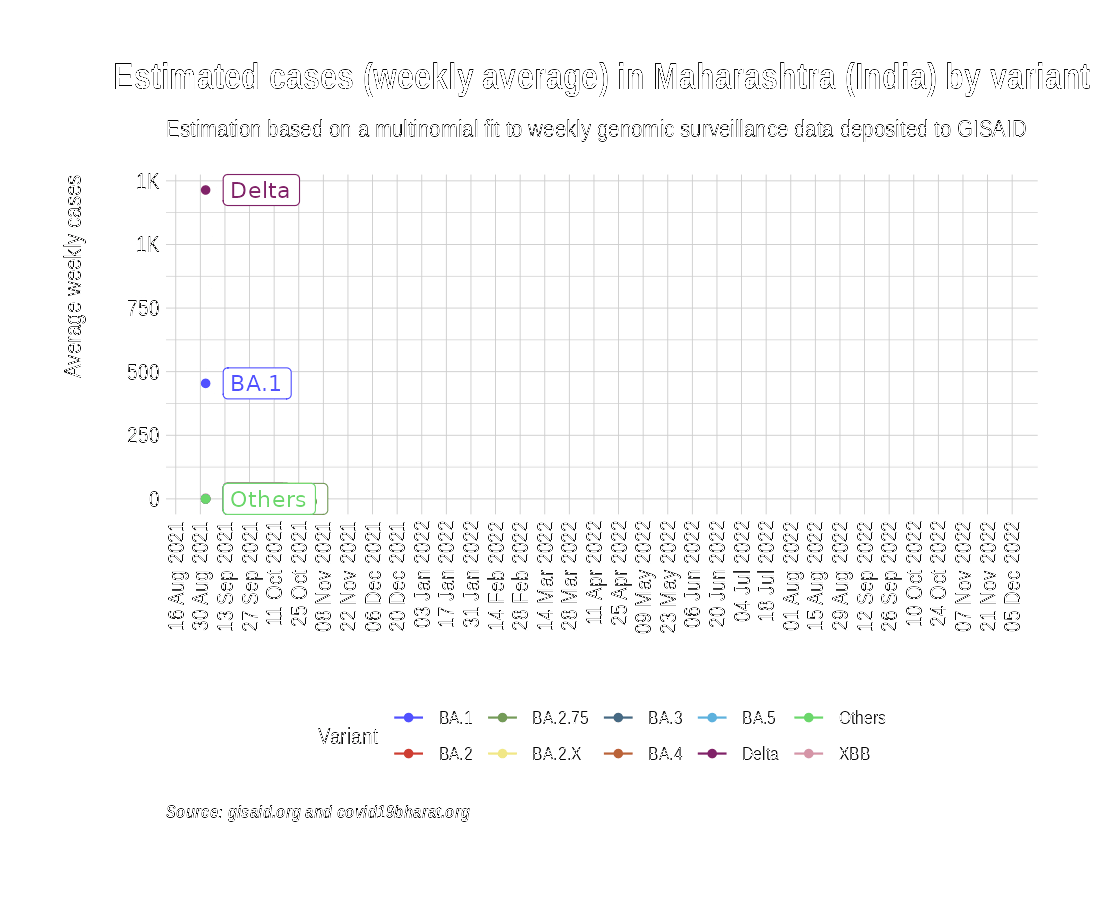 Estimated cases (weekly average) in Maharashtra (India) by variant
Estimation based on a multinomial fit to weekly genomic surveillance data deposited to GISAID
Average weekly cases
1K
Delta
1K
750
500
BA.1
250
0
Others
16 Aug 2021
30 Aug 2021
13 Sep 2021
27 Sep 2021
11 Oct 2021
25 Oct 2021
08 Nov 2021
22 Nov 2021
06 Dec 2021
20 Dec 2021
03 Jan 2022
17 Jan 2022
31 Jan 2022
14 Feb 2022
28 Feb 2022
14 Mar 2022
28 Mar 2022
11 Apr 2022
25 Apr 2022
09 May 2022
23 May 2022
06 Jun 2022
20 Jun 2022
04 Jul 2022
18 Jul 2022
01 Aug 2022
15 Aug 2022
29 Aug 2022
12 Sep 2022
26 Sep 2022
10 Oct 2022
24 Oct 2022
07 Nov 2022
21 Nov 2022
05 Dec 2022
Variant
BA.1 BA.2.75 BA.3 BA.5 Others
BA.2 BA.2.X BA.4 Delta XBB
Source: gisaid.org and covid19bharat.org